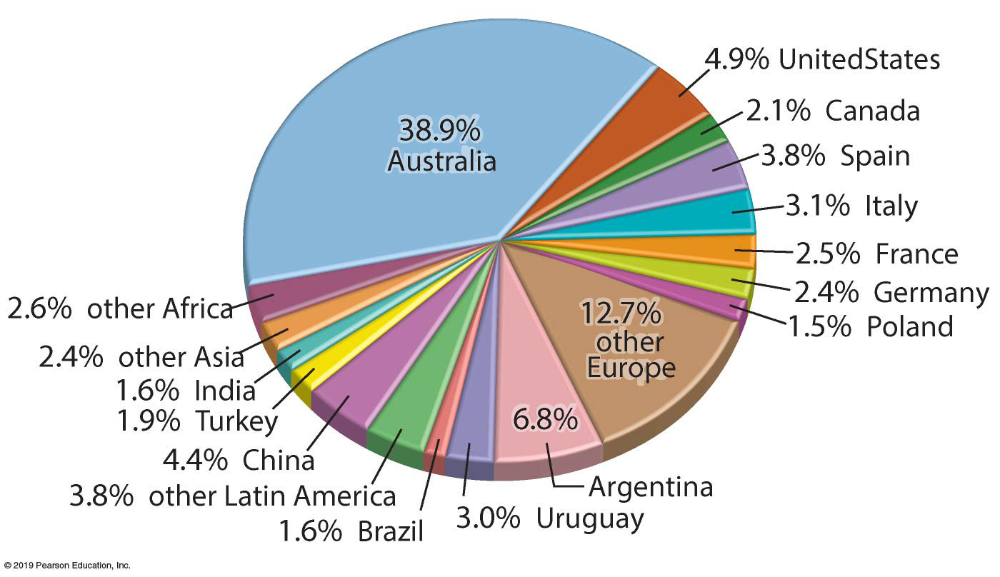 4.9% UnitedStates
2.1% Canada
38.9%
Australia
3.8% Spain
3.1% Italy
2.5% France
2.4% Germany
1.5% Poland
12.7%
other
Europe
2.6% other Africa
2.4% other Asia
1.6% India
1.9% Turkey
6.8%
Argentina
4.4% China
3.8% other Latin America
1.6% Brazil
3.0% Uruguay
© 2019 Pearson Education, Inc.